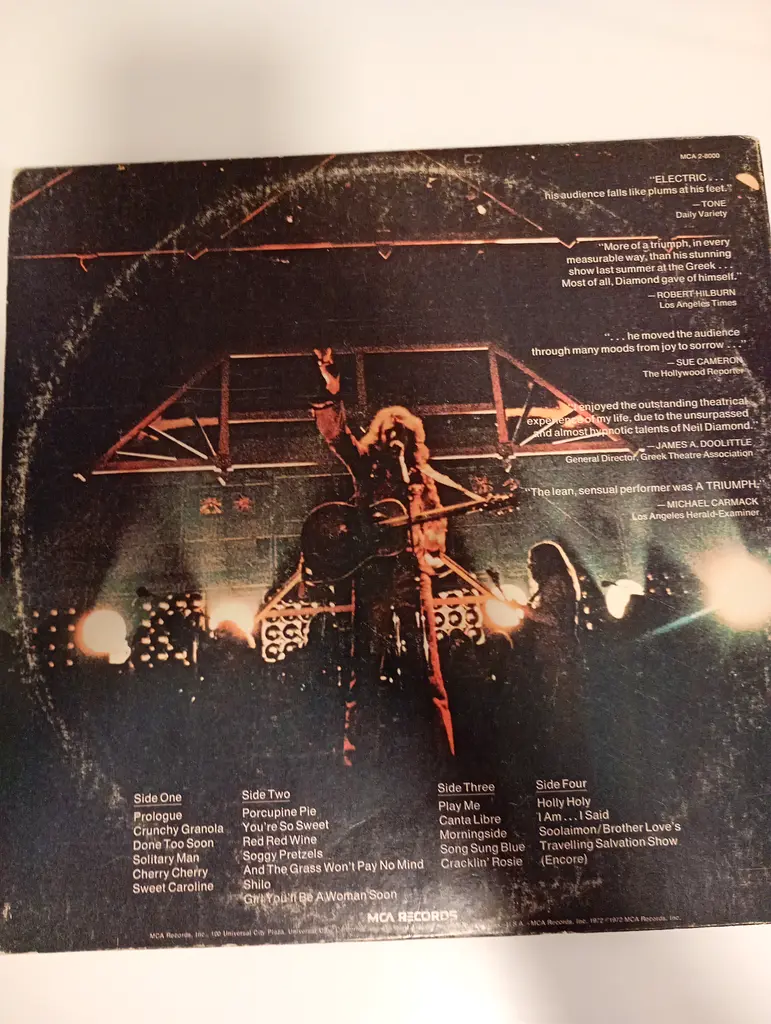 MCA 2-8000
"ELECTRIC . . .
his audience falls like plums at his feet."
— TONE
Daily Variety
"More of a triumph, in every
measurable way, than his stunning
show last summer at the Greek . . .
Most of all, Diamond gave of himself."
— ROBERT HILBURN
Los Angeles Times
". . . he moved the audience
through many moods from joy to sorrow . . ."
— SUE CAMERON
The Hollywood Reporter
enjoyed the outstanding theatrical
experience of my life, due to the unsurpassed
and almost hypnotic talents of Neil Diamond."
— JAMES A. DOOLITTLE
General Director, Greek Theatre Association
"The lean, sensual performer was A TRIUMPH."
— MICHAEL CARMACK
Los Angeles Herald-Examiner
Side One
Prologue
Crunchy Granola
Done Too Soon
Solitary Man
Cherry Cherry
Sweet Caroline
Side Two
Porcupine Pie
You're So Sweet
Red Red Wine
Soggy Pretzels
And The Grass Won't Pay No Mind
Shilo
Girl You'll Be A Woman Soon
Side Three
Play Me
Canta Libre
Morningside
Song Sung Blue
Cracklin' Rosie
Side Four
Holly Holy
I Am . . . I Said
Soolaimon/Brother Love's
Travelling Salvation Show
(Encore)
MCA RECORDS
MCA Records, Inc., 100 Universal City Plaza, Universal U.S.A. - MCA Records, Inc. 1972 ©1972 MCA Records, Inc.